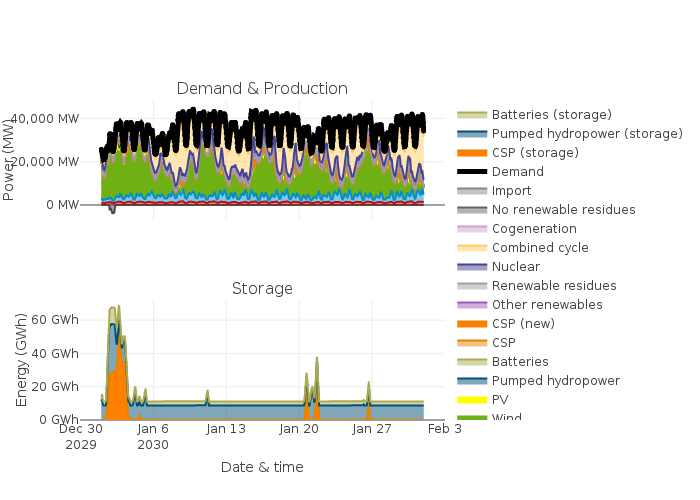 Demand & Production
Power (MW)
40,000 MW
20,000 MW
0 MW
Storage
Energy (GWh)
60 GWh
40 GWh
20 GWh
0 GWh
Dec 30 Jan 6 Jan 13 Jan 20 Jan 27 Feb 3
2029 2030
Date & time
Batteries (storage)
Pumped hydropower (storage)
CSP (storage)
Demand
Import
No renewable residues
Cogeneration
Combined cycle
Nuclear
Renewable residues
Other renewables
CSP (new)
CSP
Batteries
Pumped hydropower
PV
Wind